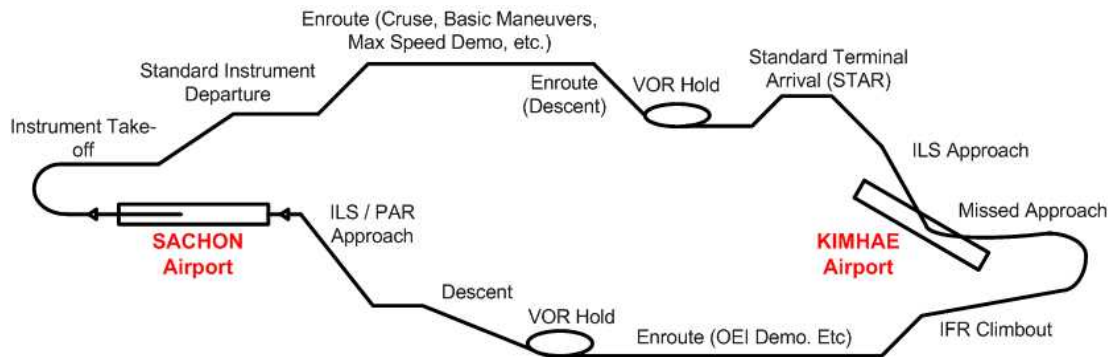 Enroute (Cruse, Basic Maneuvers,
Max Speed Demo, etc.)
Standard Instrument
Departure
Enroute
(Descent)
VOR Hold
Standard Terminal
Arrival (STAR)
Instrument Take-
off
ILS Approach
ILS / PAR
Approach
Missed Approach
SACHON
Airport
KIMHAE
Airport
Descent
VOR Hold
Enroute (OEI Demo. Etc)
IFR Climbout